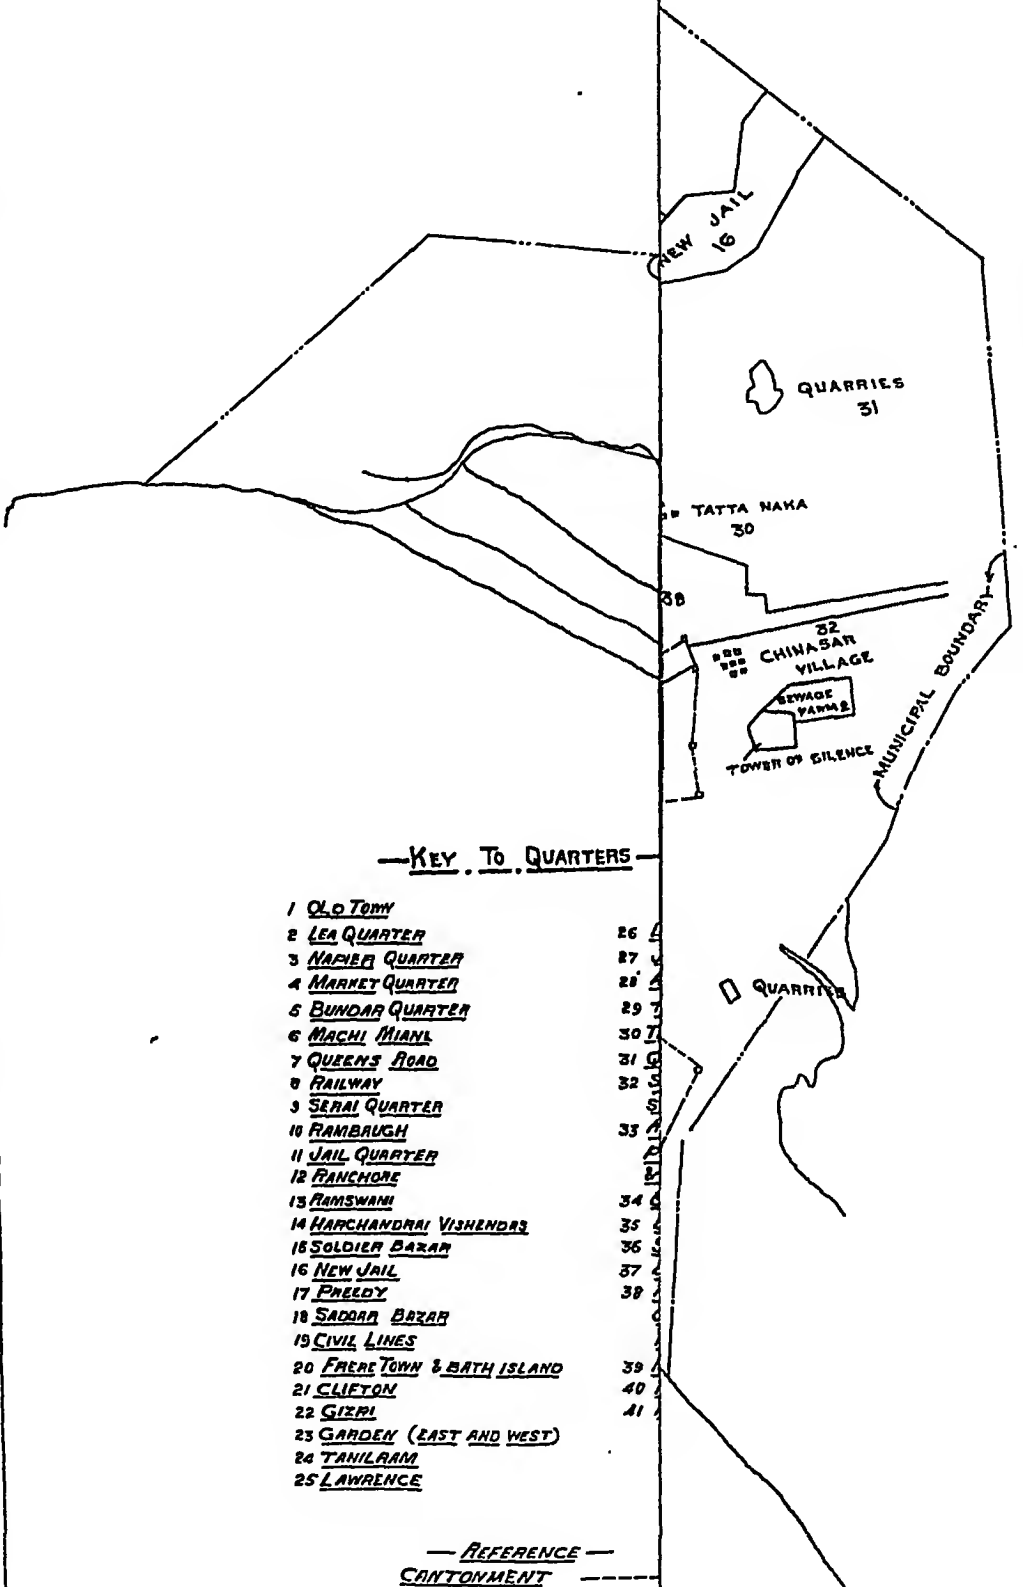 NEW JAIL
16
QUARRIES
31
TATTA NAKA
30
38
32
CHINASAR
VILLAGE
SEWAGE
FARMS
TOWER OF SILENCE
MUNICIPAL BOUNDARY
KEY TO QUARTERS
1 OLD TOWN
2 LEA QUARTER
3 NAPIER QUARTER
4 MARKET QUARTER
5 BUNDAR QUARTER
6 MACHI MIANI
7 QUEENS ROAD
8 RAILWAY
9 SERAI QUARTER
10 RAMBAUGH
11 JAIL QUARTER
12 RANCHORE
13 RAMSWAMI
14 HARCHANDRAI VISHENDAS
15 SOLDIER BAZAR
16 NEW JAIL
17 PREEDY
18 SADDAR BAZAR
19 CIVIL LINES
20 FRERE TOWN & BATH ISLAND
21 CLIFTON
22 GIZRI
23 GARDEN (EAST AND WEST)
24 TAHILRAM
25 LAWRENCE
26
27
28
29
30
31
32
33
34
35
36
37
38
39
40
41
QUARRIES
REFERENCE
CANTONMENT